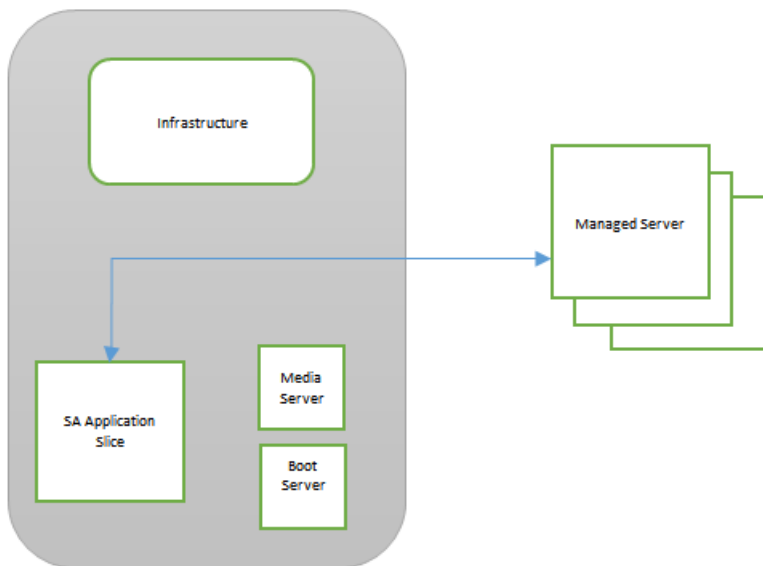 Infrastructure
Managed Server
SA Application
Slice
Media
Server
Boot
Server